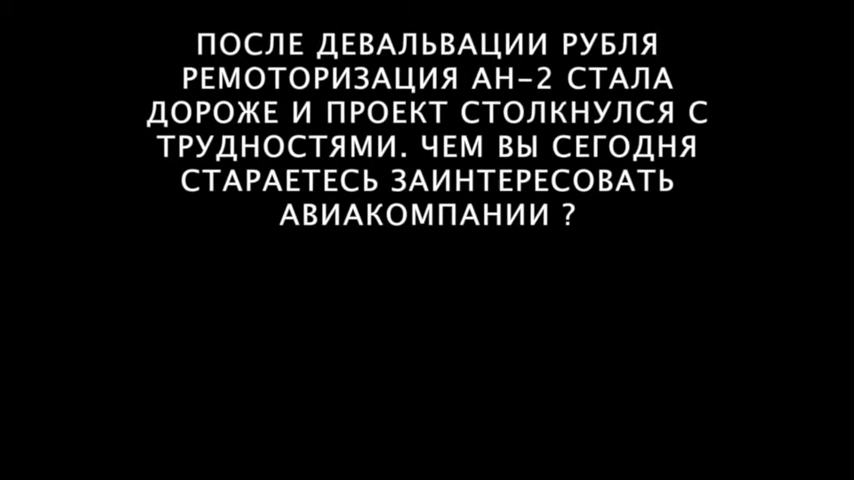 ПОСЛЕ ДЕВАЛЬВАЦИИ РУБЛЯ
РЕМОТОРИЗАЦИЯ АН-2 СТАЛА
ДОРОЖЕ И ПРОЕКТ СТОЛКНУЛСЯ С
ТРУДНОСТЯМИ. ЧЕМ ВЫ СЕГОДНЯ
СТАРАЕТЕСЬ ЗАИНТЕРЕСОВАТЬ
АВИАКОМПАНИИ ?